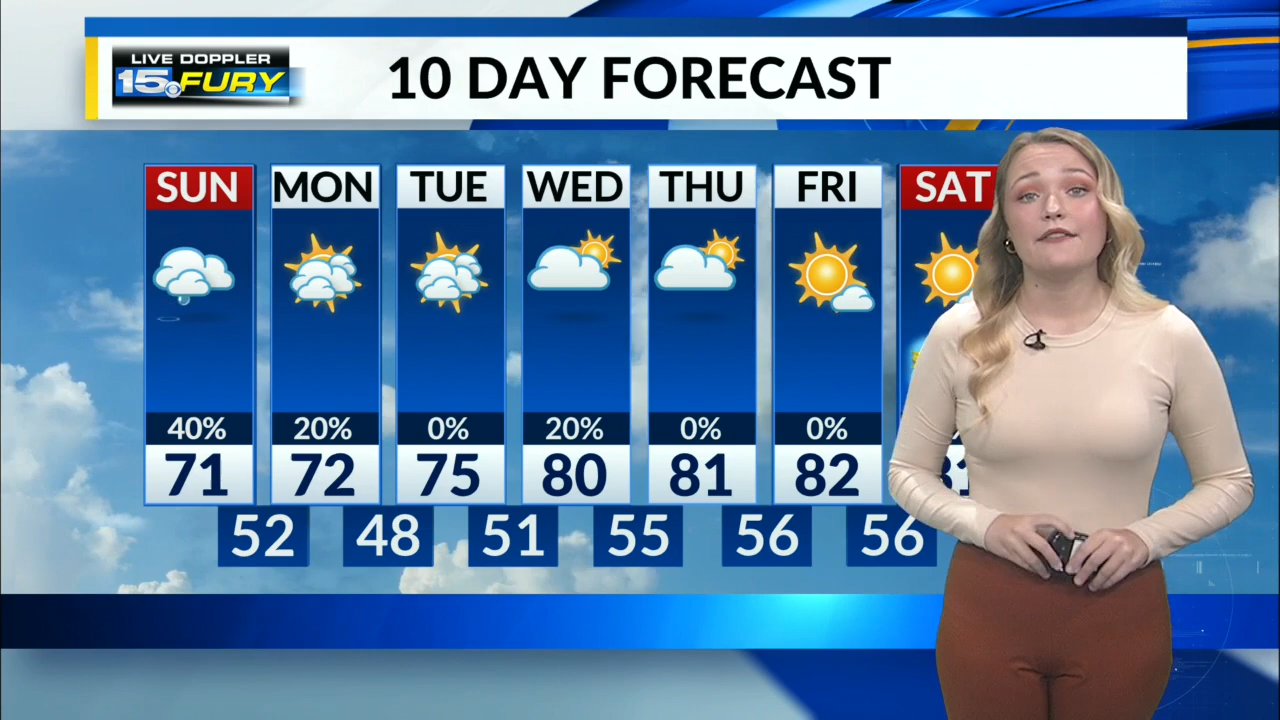 LIVE DOPPLER
15 FURY
10 DAY FORECAST
SUN MON TUE WED THU FRI SAT
40% 20% 0% 20% 0% 0%
71 72 75 80 81 82
52 48 51 55 56 56